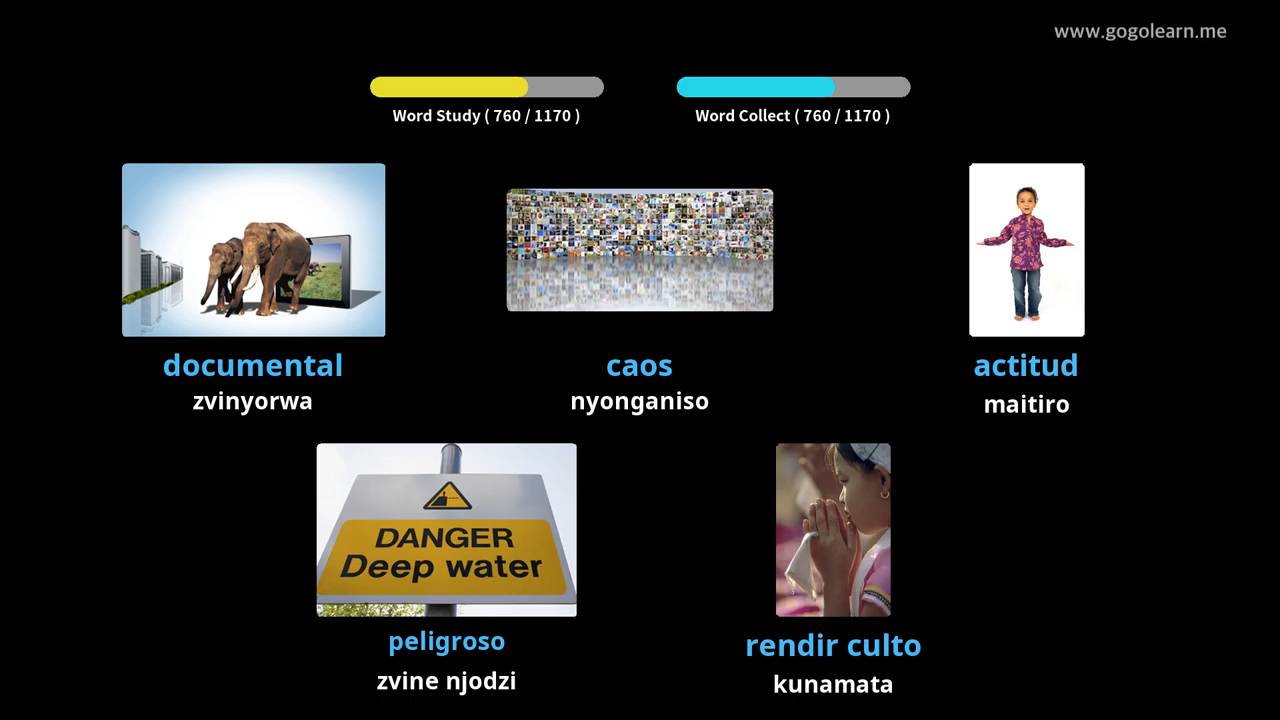 www.gogolearn.me
Word Study ( 760 / 1170 )
Word Collect ( 760 / 1170 )
documental
zvinyorwa
caos
nyonganiso
actitud
maitiro
DANGER
Deep water
peligroso
zvine njodzi
rendir culto
kunamata